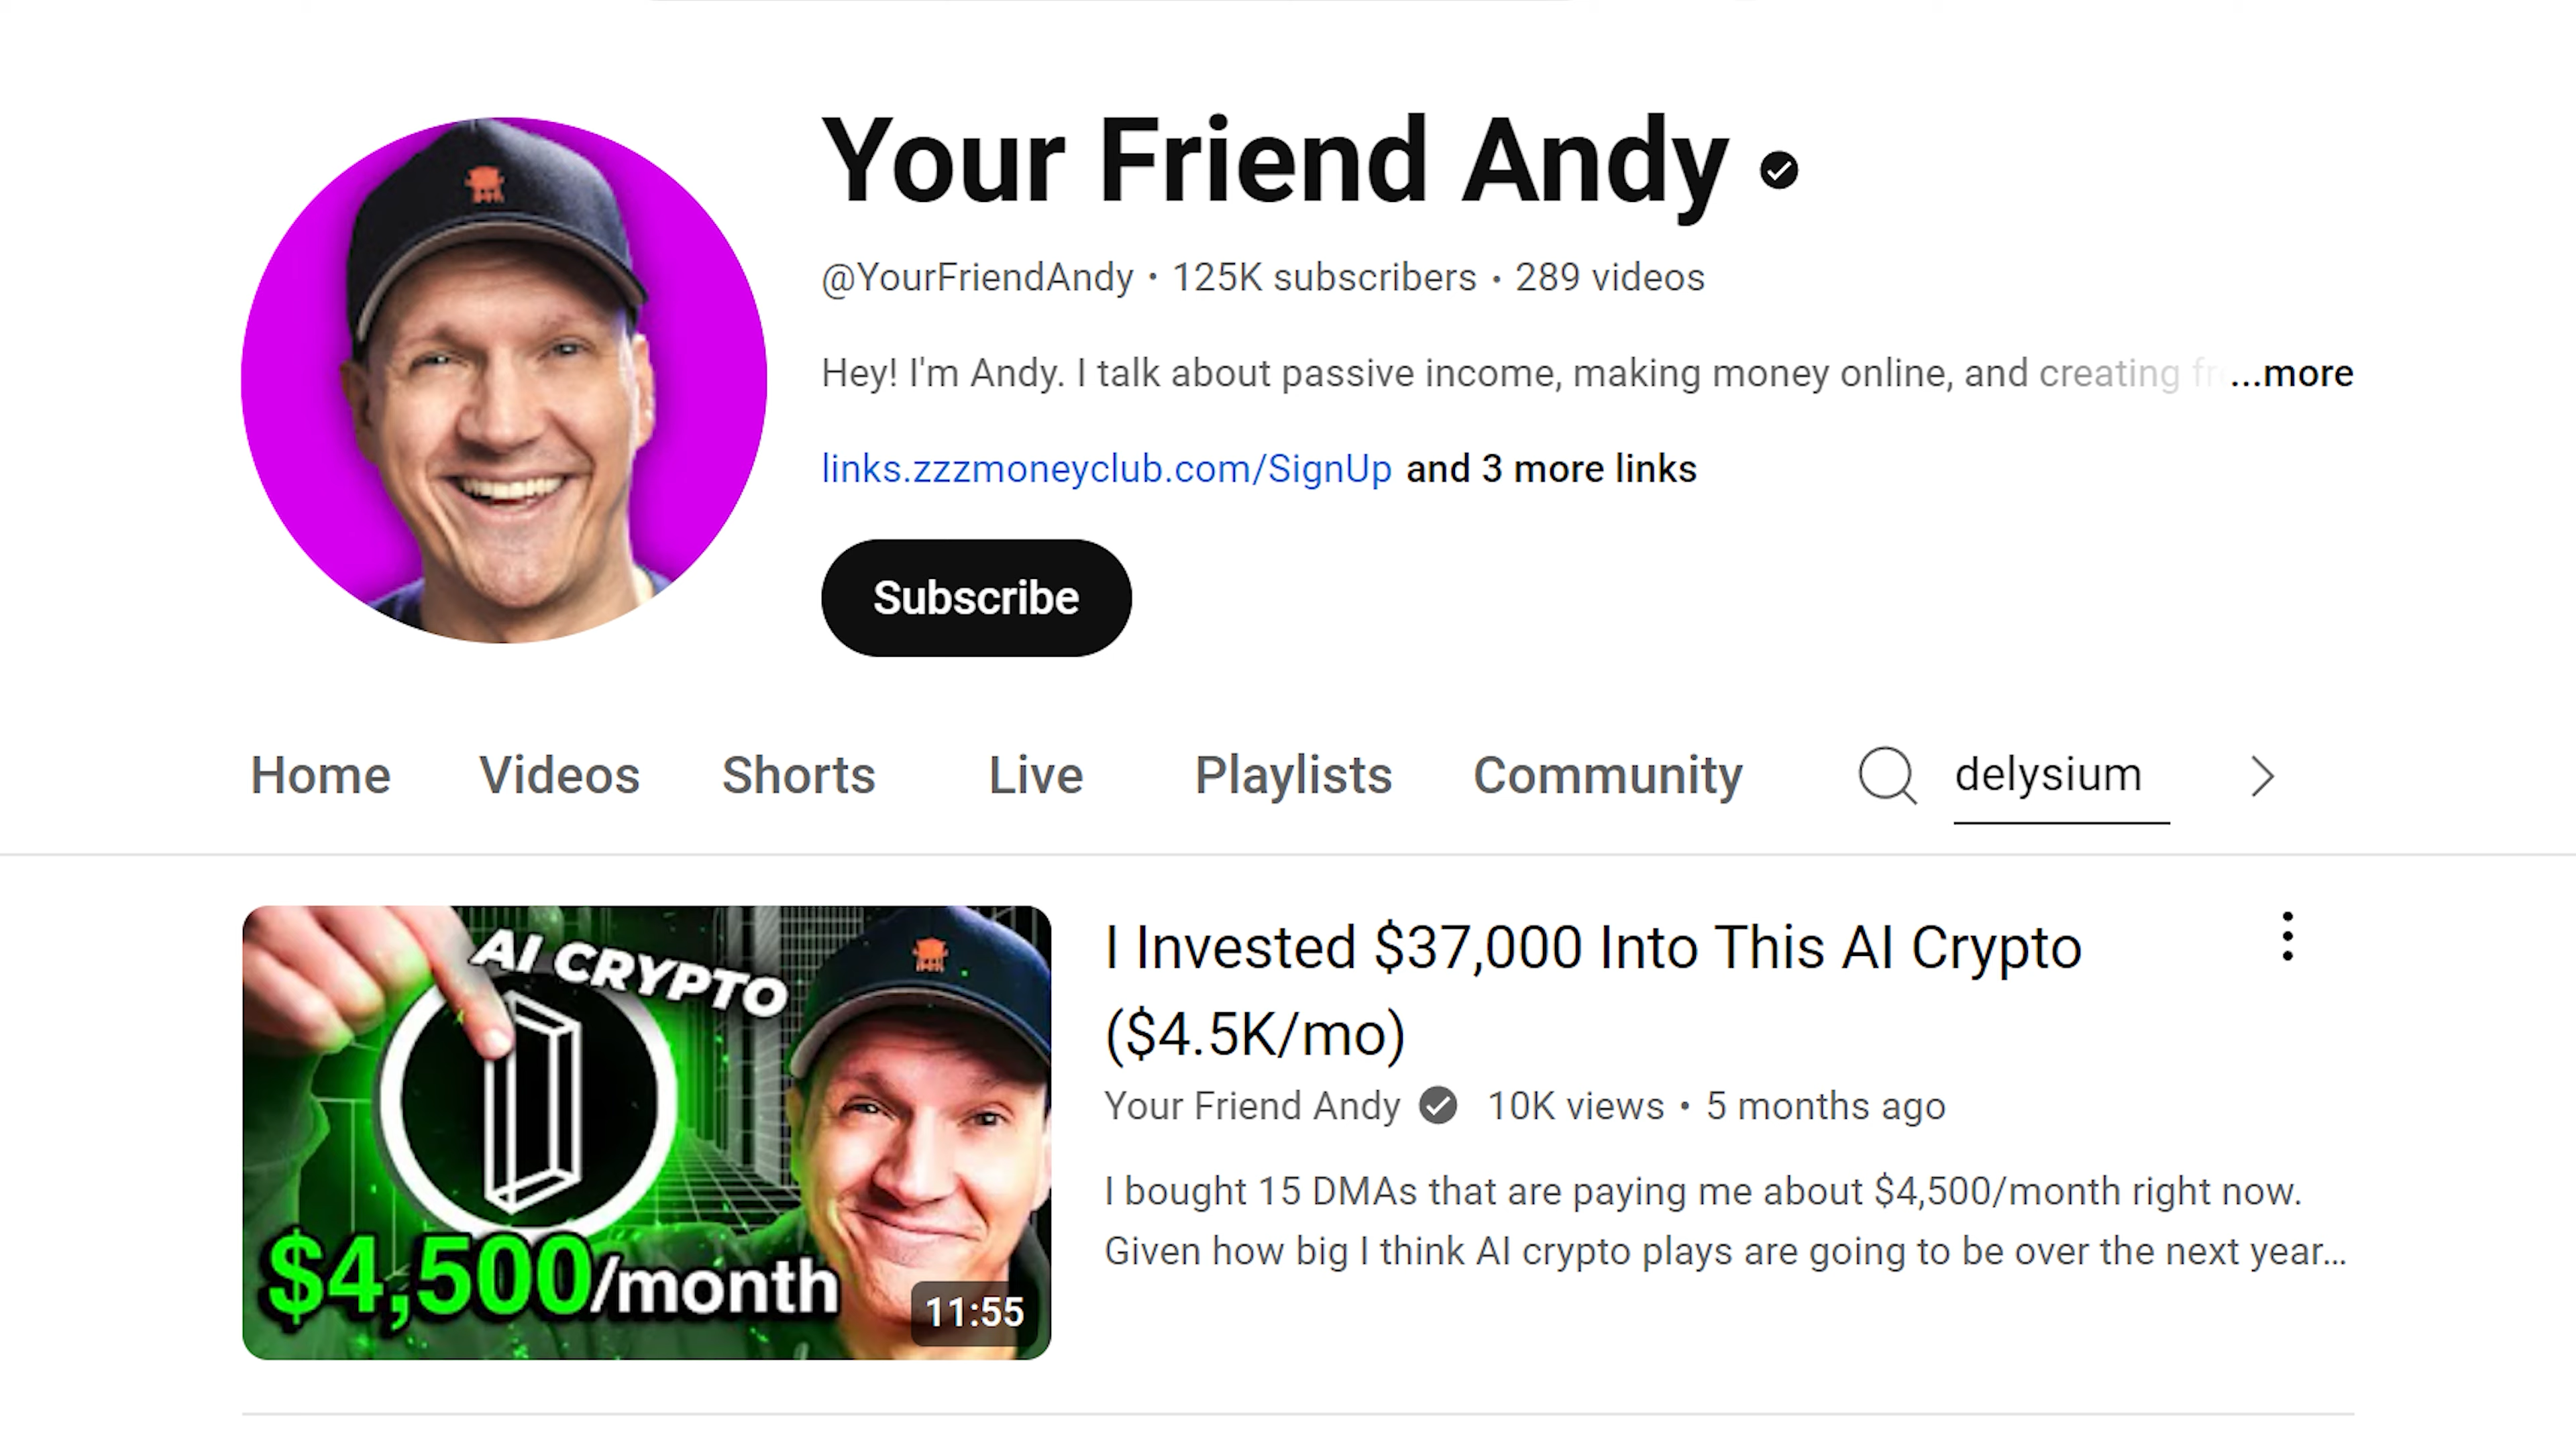 Your Friend Andy
@YourFriendAndy • 125K subscribers • 289 videos
Hey! I'm Andy. I talk about passive income, making money online, and creating ...more
links.zzzmoneyclub.com/SignUp and 3 more links
Subscribe
Home Videos Shorts Live Playlists Community delysium
AI CRYPTO
$4,500/month
11:55
I Invested $37,000 Into This AI Crypto
($4.5K/mo)
Your Friend Andy 10K views • 5 months ago
I bought 15 DMAs that are paying me about $4,500/month right now.
Given how big I think AI crypto plays are going to be over the next year...